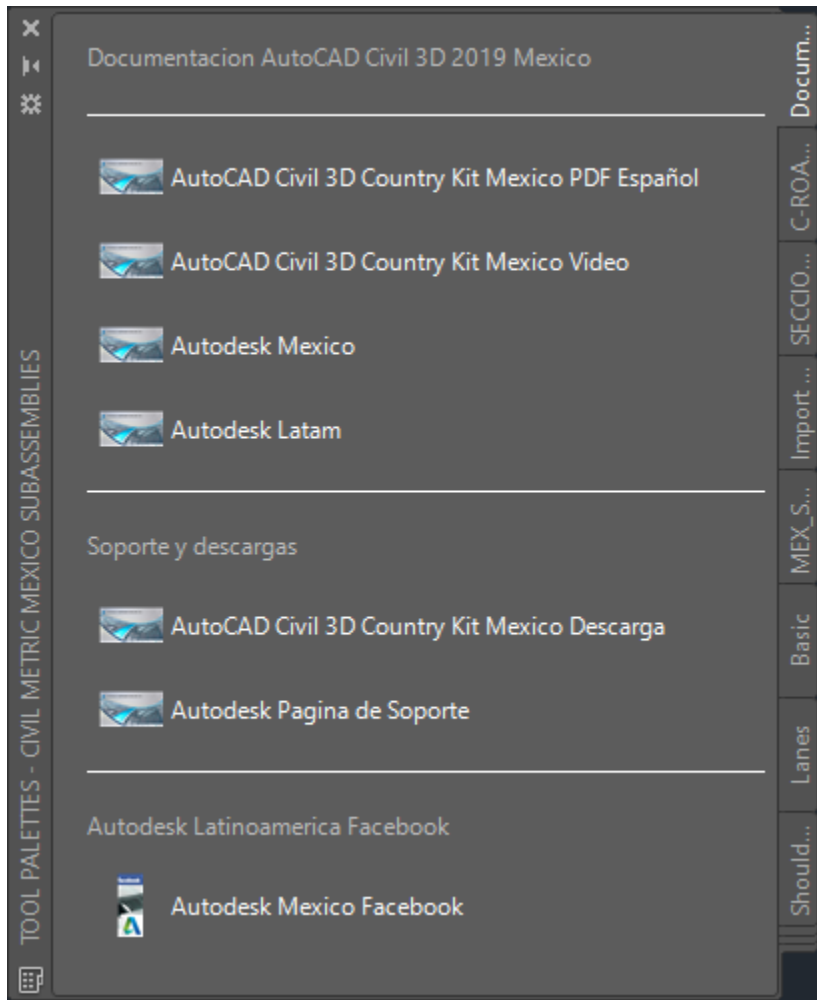 Documentacion AutoCAD Civil 3D 2019 Mexico
AutoCAD Civil 3D Country Kit Mexico PDF Español
AutoCAD Civil 3D Country Kit Mexico Video
Autodesk Mexico
Autodesk Latam
Soporte y descargas
AutoCAD Civil 3D Country Kit Mexico Descarga
Autodesk Pagina de Soporte
Autodesk Latinoamerica Facebook
Autodesk Mexico Facebook
TOOL PALETTES - CIVIL METRIC MEXICO SUBASSEMBLIES
Docum...
C-ROA...
SECCIO...
Import ...
MEX_S...
Basic
Lanes
Should...